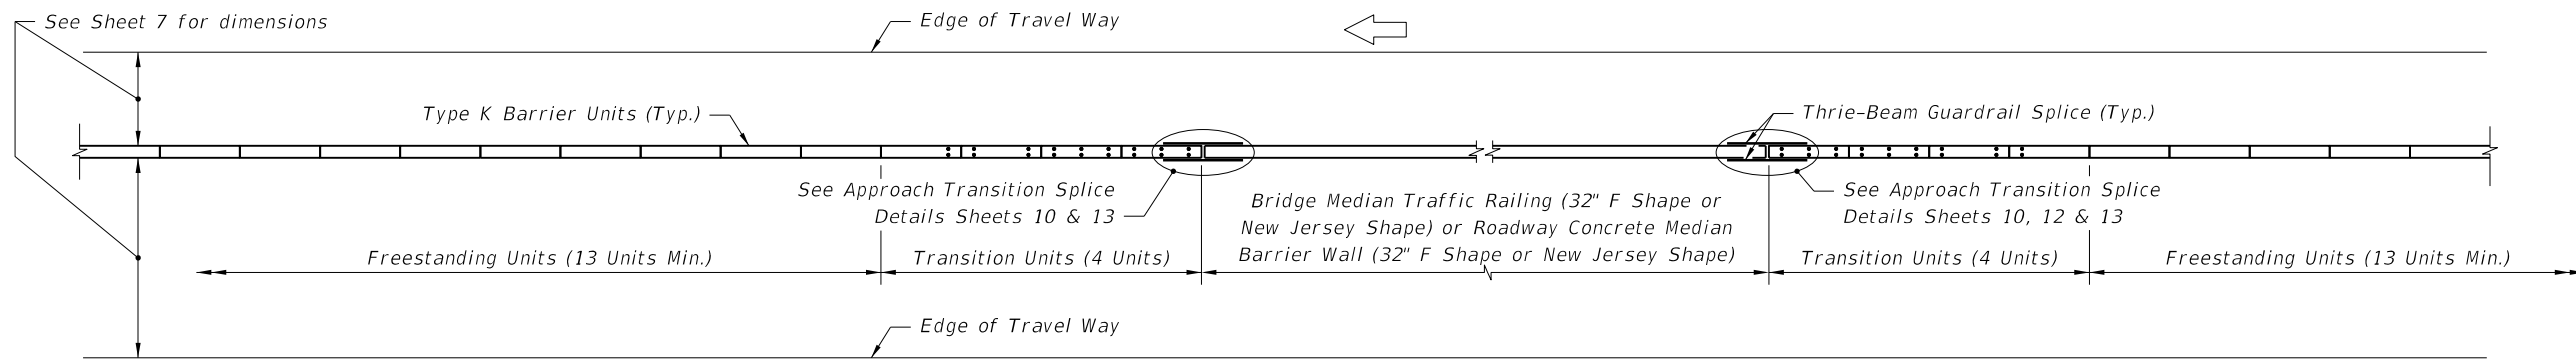 See Sheet 7 for dimensions
Edge of Travel Way
Type K Barrier Units (Typ.)
Thrie-Beam Guardrail Splice (Typ.)
See Approach Transition Splice
Details Sheets 10 & 13
Bridge Median Traffic Railing (32" F Shape or
New Jersey Shape) or Roadway Concrete Median
Barrier Wall (32" F Shape or New Jersey Shape)
See Approach Transition Splice
Details Sheets 10, 12 & 13
Freestanding Units (13 Units Min.)
Transition Units (4 Units)
Transition Units (4 Units)
Freestanding Units (13 Units Min.)
Edge of Travel Way